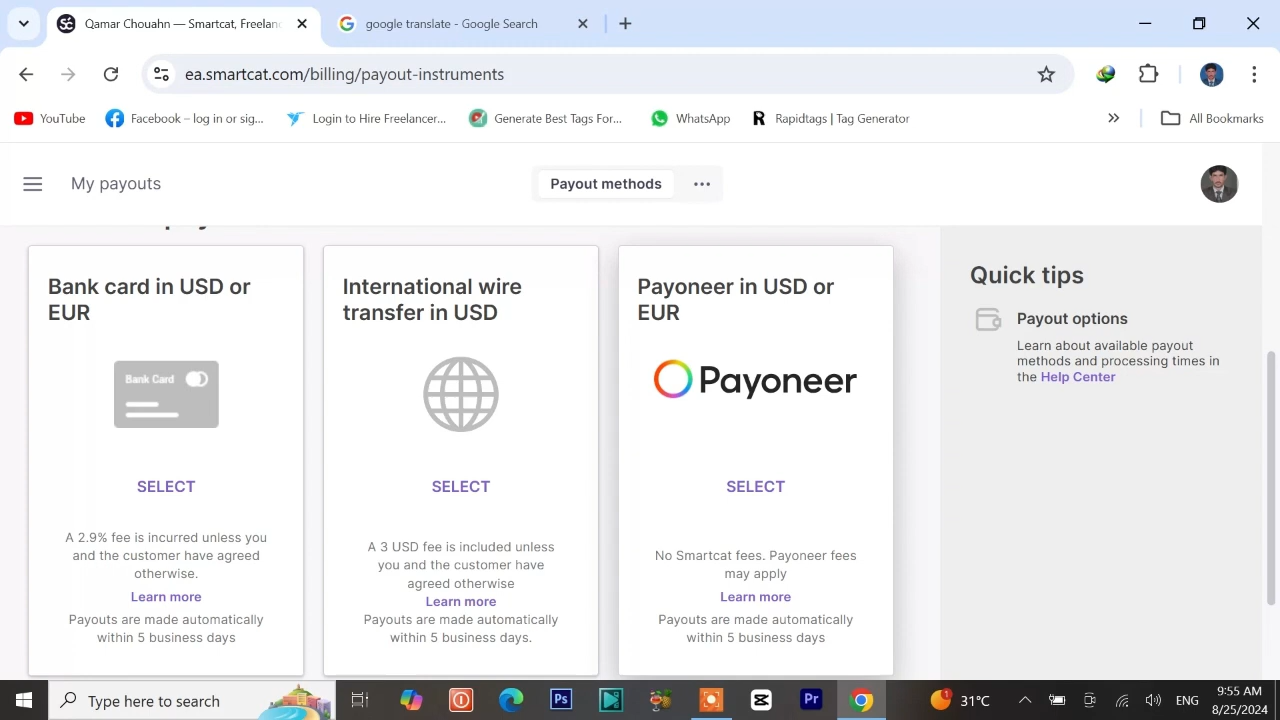 Qamar Chouahn — Smartcat, Freelanc
google translate - Google Search
ea.smartcat.com/billing/payout-instruments
YouTube
Facebook – log in or sig...
Login to Hire Freelancer...
Generate Best Tags For...
WhatsApp
R
Rapidtags | Tag Generator
All Bookmarks
My payouts
Payout methods
Bank card in USD or
EUR
Bank Card
SELECT
A 2.9% fee is incurred unless you
and the customer have agreed
otherwise.
Learn more
Payouts are made automatically
within 5 business days
International wire
transfer in USD
SELECT
A 3 USD fee is included unless
you and the customer have
agreed otherwise
Learn more
Payouts are made automatically
within 5 business days.
Payoneer in USD or
EUR
Payoneer
SELECT
No Smartcat fees. Payoneer fees
may apply
Learn more
Payouts are made automatically
within 5 business days
Quick tips
Payout options
Learn about available payout
methods and processing times in
the Help Center
Type here to search
Ps
Pr
1
31°C
ENG
9:55 AM
8/25/2024